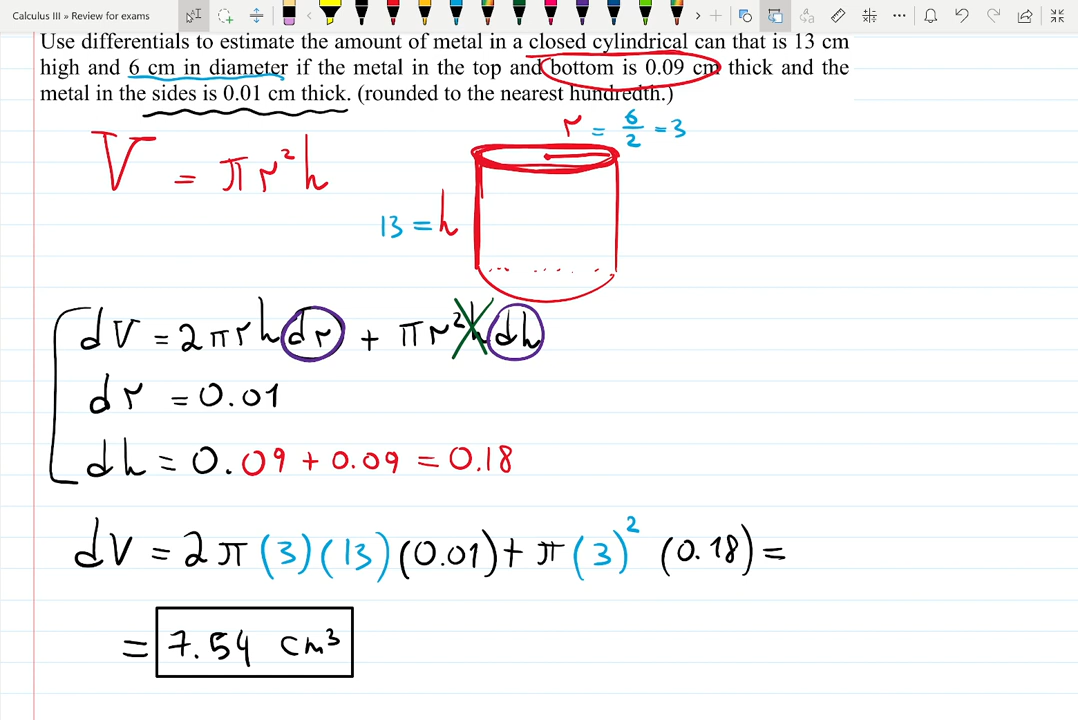 Calculus III » Review for exams
Use differentials to estimate the amount of metal in a closed cylindrical can that is 13 cm
high and 6 cm in diameter if the metal in the top and bottom is 0.09 cm thick and the
metal in the sides is 0.01 cm thick. (rounded to the nearest hundredth.)
r = 6/2 = 3
V = πr²h
13 = h
dV = 2πrh dr + πr²h dh
dr = 0.01
dh = 0.09 + 0.09 = 0.18
dV = 2π(3)(13)(0.01) + π(3)²(0.18) =
= 7.54 cm³